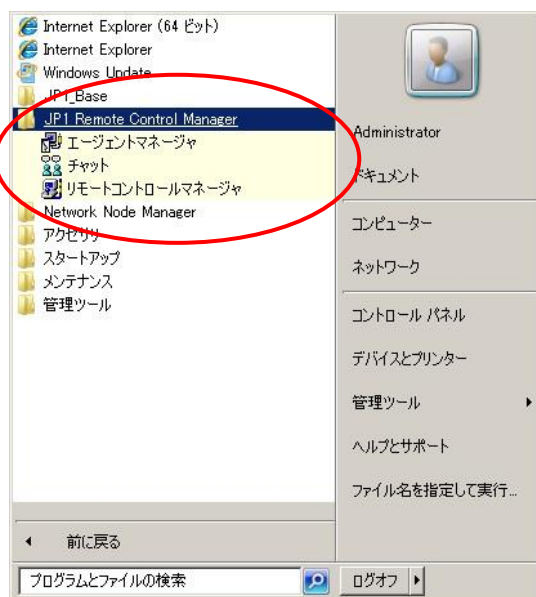 Internet Explorer (64 ビット)
Internet Explorer
Windows Update
JP1_Base
JP1 Remote Control Manager
エージェントマネージャ
チャット
リモートコントロールマネージャ
Network Node Manager
アクセサリ
スタートアップ
メンテナンス
管理ツール
前に戻る
プログラムとファイルの検索
Administrator
ドキュメント
コンピューター
ネットワーク
コントロール パネル
デバイスとプリンター
管理ツール
ヘルプとサポート
ファイル名を指定して実行...
ログオフ